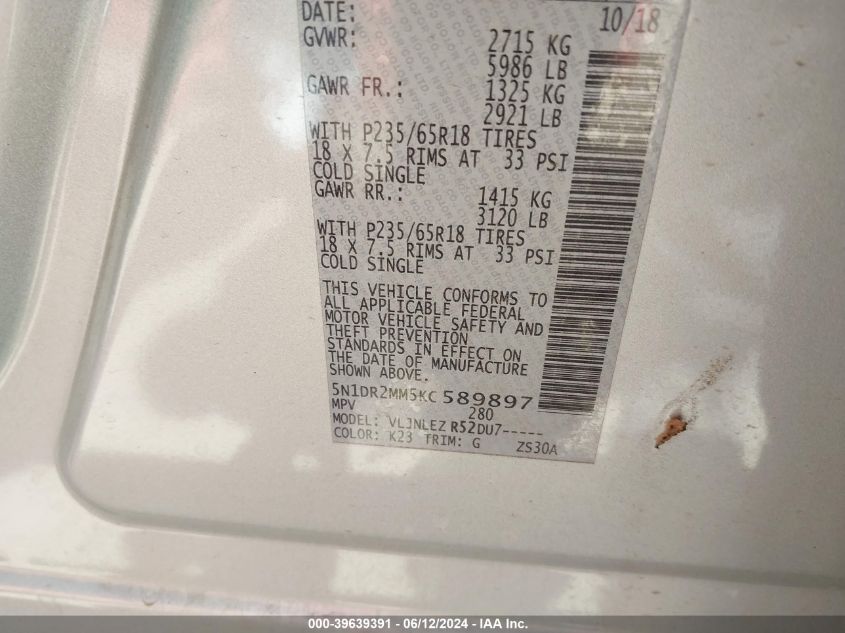 DATE: 10/18
GVWR: 2715 KG
5986 LB
GAWR FR.: 1325 KG
2921 LB
WITH P235/65R18 TIRES
18 X 7.5 RIMS AT 33 PSI
COLD SINGLE
GAWR RR.: 1415 KG
3120 LB
WITH P235/65R18 TIRES
18 X 7.5 RIMS AT 33 PSI
COLD SINGLE
THIS VEHICLE CONFORMS TO
ALL APPLICABLE FEDERAL
MOTOR VEHICLE SAFETY AND
THEFT PREVENTION
STANDARDS IN EFFECT ON
THE DATE OF MANUFACTURE
SHOWN ABOVE.
5N1DR2MM5KC589897
MPV 280
MODEL: VLJNLEZ R52DU7-----
COLOR: K23 TRIM: G ZS30A
000-39639391 - 06/12/2024 - IAA Inc.